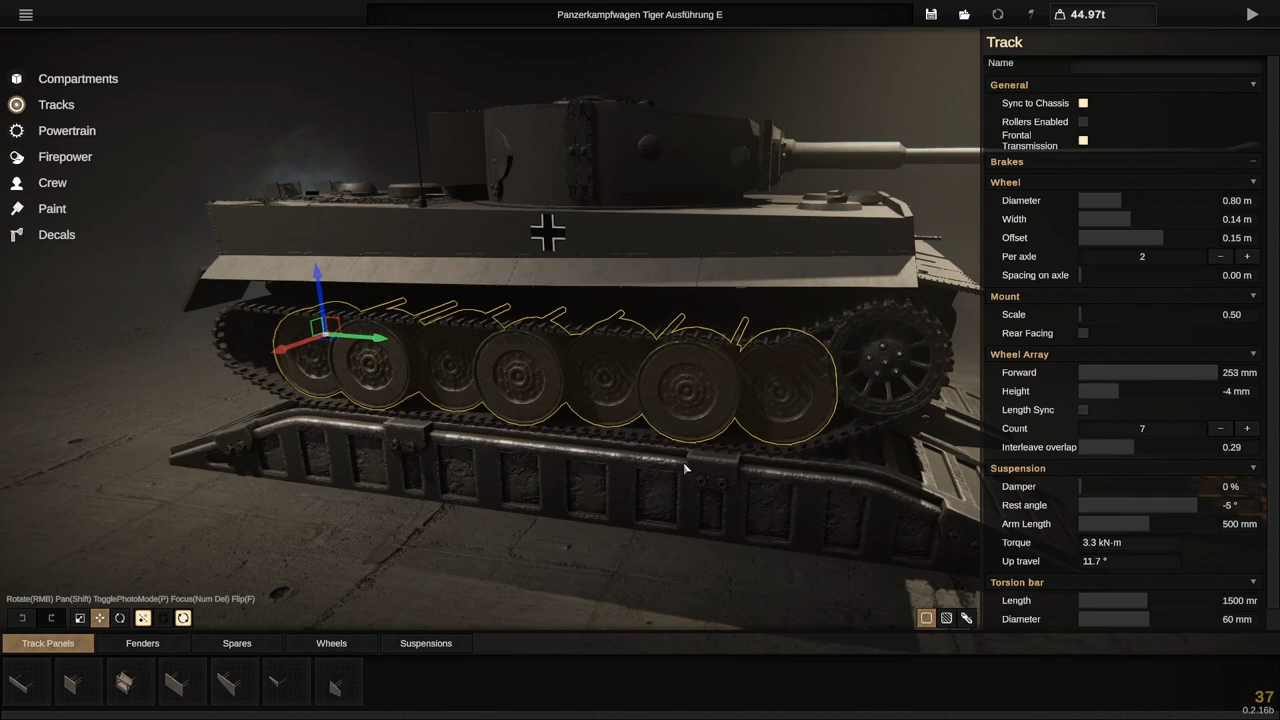 Panzerkampfwagen Tiger Ausführung E
44.97t
Compartments
Tracks
Powertrain
Firepower
Crew
Paint
Decals
Track
Name
General
Sync to Chassis
Rollers Enabled
Frontal
Transmission
Brakes
Wheel
Diameter 0.80 m
Width 0.14 m
Offset 0.15 m
Per axle 2 − +
Spacing on axle 0.00 m
Mount
Scale 0.50
Rear Facing
Wheel Array
Forward 253 mm
Height -4 mm
Length Sync
Count 7 − +
Interleave overlap 0.29
Suspension
Damper 0 %
Rest angle -5 °
Arm Length 500 mm
Torque 3.3 kN·m
Up travel 11.7 °
Torsion bar
Length 1500 mr
Diameter 60 mm
Rotate(RMB) Pan(Shift) TogglePhotoMode(P) Focus(Num Del) Flip(F)
Track Panels Fenders Spares Wheels Suspensions
37
0.2.16b